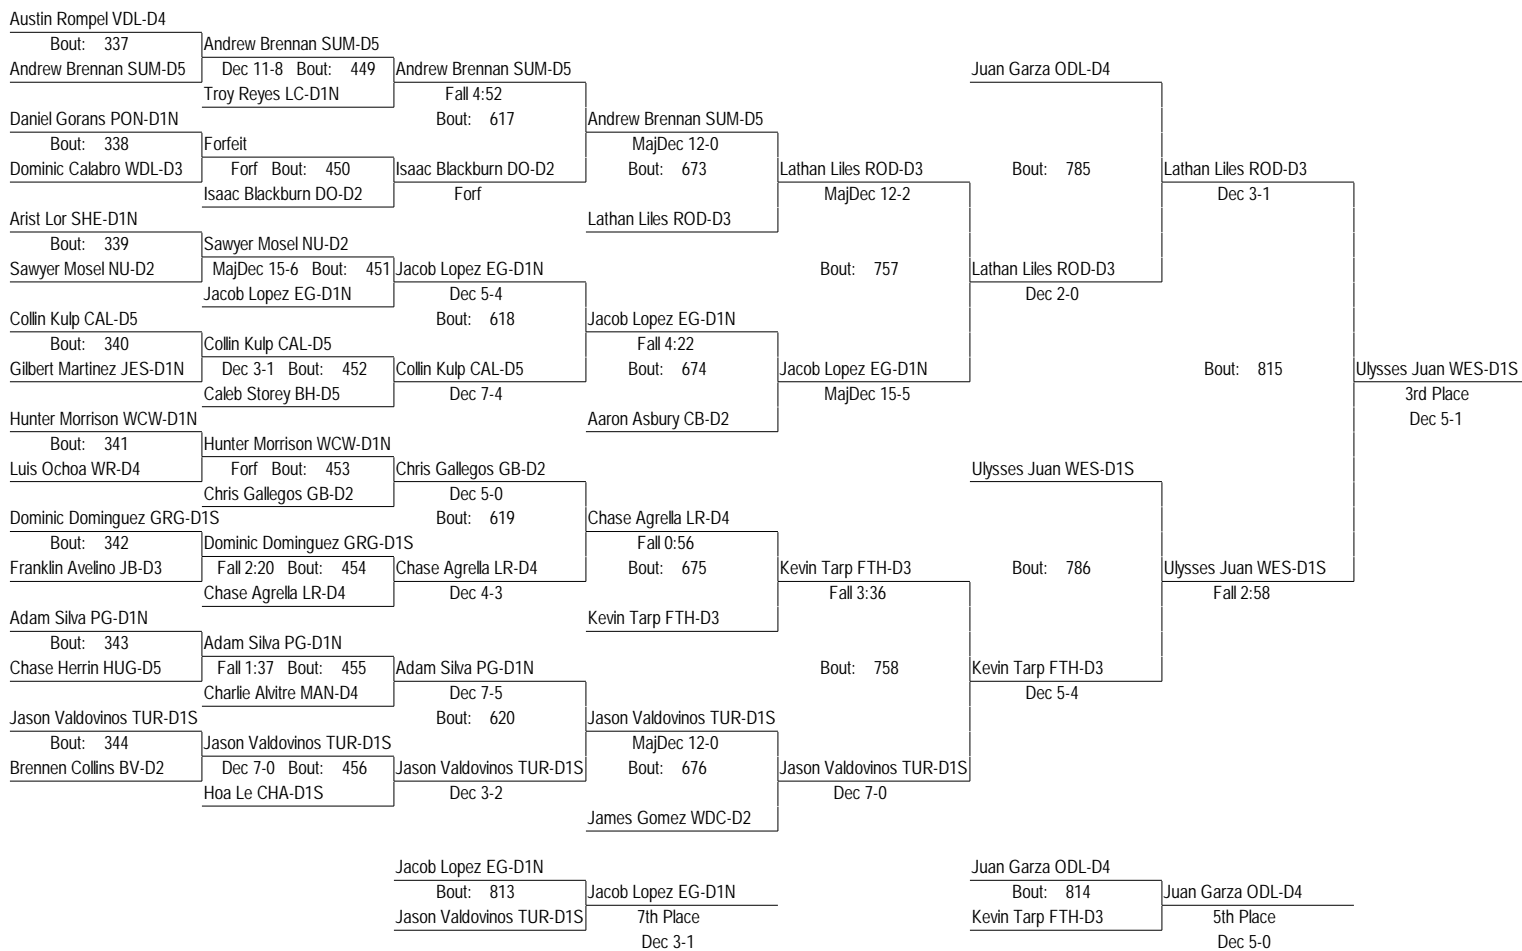 Austin Rompel VDL-D4
Bout: 337 Andrew Brennan SUM-D5
Andrew Brennan SUM-D5 Dec 11-8 Bout: 449 Andrew Brennan SUM-D5 Juan Garza ODL-D4
Troy Reyes LC-D1N Fall 4:52
Daniel Gorans PON-D1N Bout: 617 Andrew Brennan SUM-D5
Bout: 338 Forfeit MajDec 12-0
Dominic Calabro WDL-D3 Forf Bout: 450 Isaac Blackburn DO-D2 Bout: 673 Lathan Liles ROD-D3 Bout: 785 Lathan Liles ROD-D3
Isaac Blackburn DO-D2 Forf MajDec 12-2 Dec 3-1
Arist Lor SHE-D1N Lathan Liles ROD-D3
Bout: 339 Sawyer Mosel NU-D2
Sawyer Mosel NU-D2 MajDec 15-6 Bout: 451 Jacob Lopez EG-D1N Bout: 757 Lathan Liles ROD-D3
Jacob Lopez EG-D1N Dec 5-4 Dec 2-0
Collin Kulp CAL-D5 Bout: 618 Jacob Lopez EG-D1N
Bout: 340 Collin Kulp CAL-D5 Fall 4:22
Gilbert Martinez JES-D1N Dec 3-1 Bout: 452 Collin Kulp CAL-D5 Bout: 674 Jacob Lopez EG-D1N Bout: 815 Ulysses Juan WES-D1S
Caleb Storey BH-D5 Dec 7-4 MajDec 15-5 3rd Place
Hunter Morrison WCW-D1N Aaron Asbury CB-D2 Dec 5-1
Bout: 341 Hunter Morrison WCW-D1N
Luis Ochoa WR-D4 Forf Bout: 453 Chris Gallegos GB-D2 Ulysses Juan WES-D1S
Chris Gallegos GB-D2 Dec 5-0
Dominic Dominguez GRG-D1S Bout: 619 Chase Agrella LR-D4
Bout: 342 Dominic Dominguez GRG-D1S Fall 0:56
Franklin Avelino JB-D3 Fall 2:20 Bout: 454 Chase Agrella LR-D4 Bout: 675 Kevin Tarp FTH-D3 Bout: 786 Ulysses Juan WES-D1S
Chase Agrella LR-D4 Dec 4-3 Fall 3:36 Fall 2:58
Adam Silva PG-D1N Kevin Tarp FTH-D3
Bout: 343 Adam Silva PG-D1N
Chase Herrin HUG-D5 Fall 1:37 Bout: 455 Adam Silva PG-D1N Bout: 758 Kevin Tarp FTH-D3
Charlie Alvitre MAN-D4 Dec 7-5 Dec 5-4
Jason Valdovinos TUR-D1S Bout: 620 Jason Valdovinos TUR-D1S
Bout: 344 Jason Valdovinos TUR-D1S MajDec 12-0
Brennen Collins BV-D2 Dec 7-0 Bout: 456 Jason Valdovinos TUR-D1S Bout: 676 Jason Valdovinos TUR-D1S
Hoa Le CHA-D1S Dec 3-2 Dec 7-0
James Gomez WDC-D2
Jacob Lopez EG-D1N Juan Garza ODL-D4
Bout: 813 Jacob Lopez EG-D1N Bout: 814 Juan Garza ODL-D4
Jason Valdovinos TUR-D1S 7th Place Kevin Tarp FTH-D3 5th Place
Dec 3-1 Dec 5-0